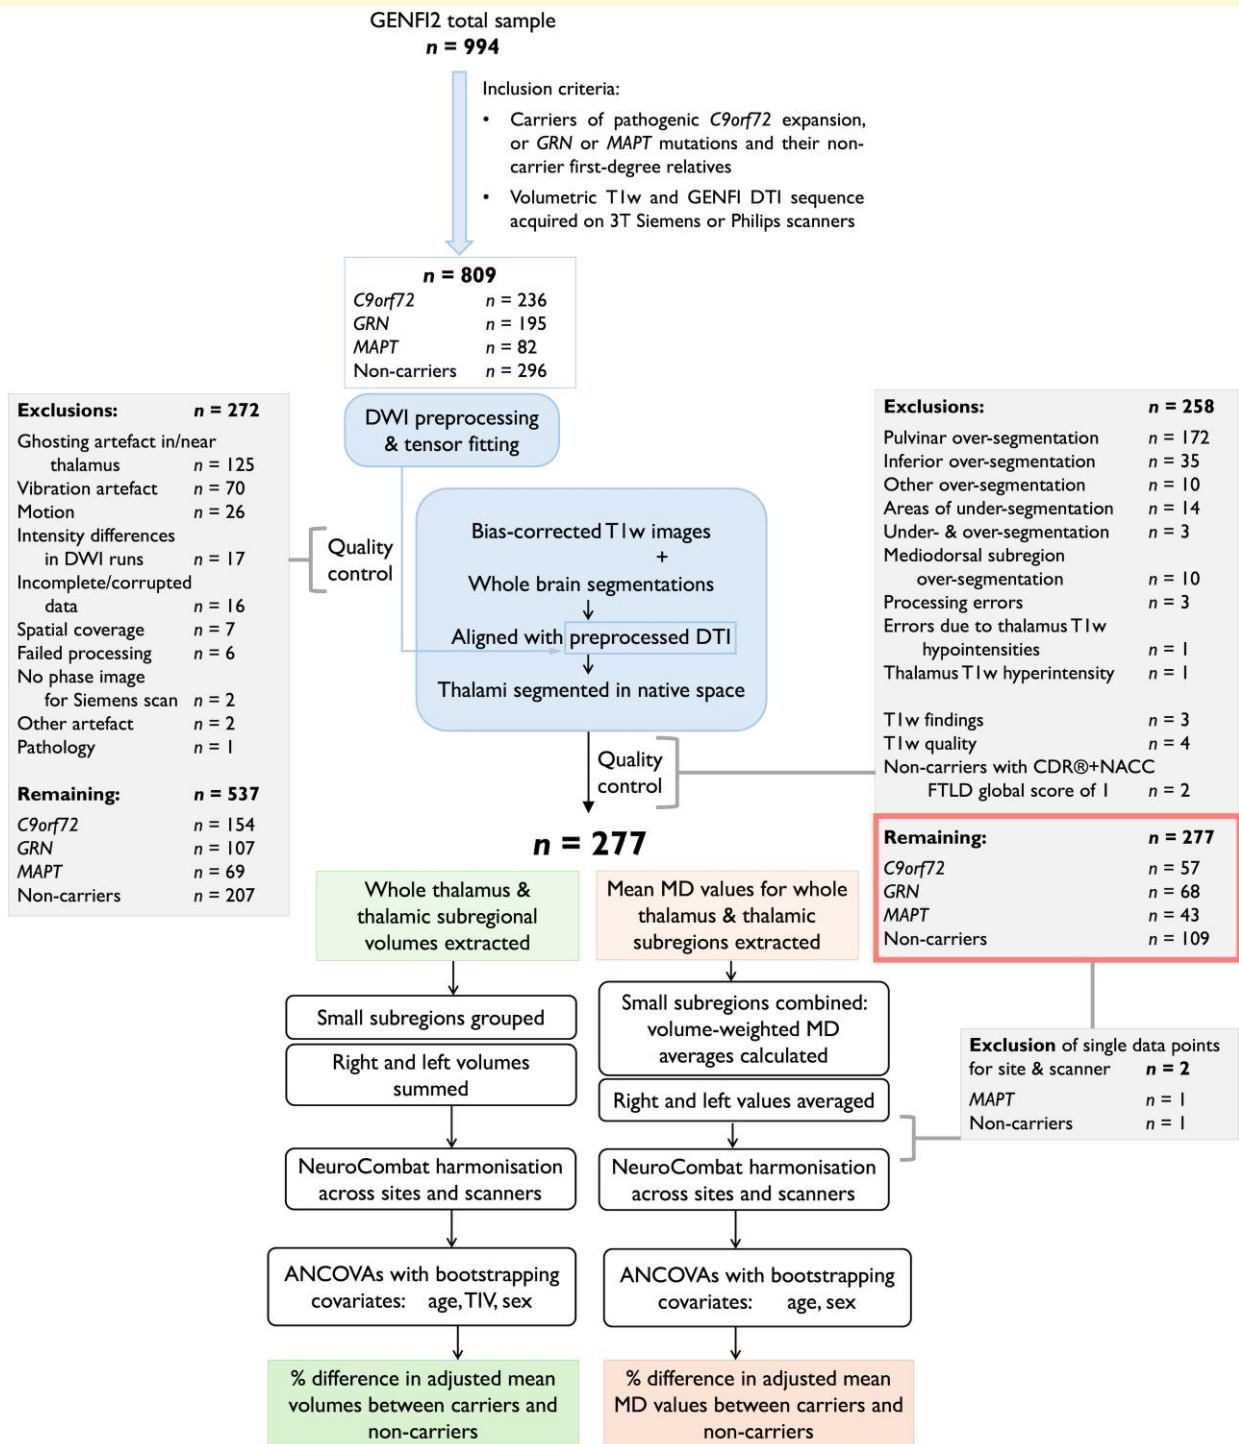 GENFI2 total sample
n = 994
Inclusion criteria:
• Carriers of pathogenic C9orf72 expansion,
or GRN or MAPT mutations and their non-
carrier first-degree relatives
• Volumetric T1w and GENFI DTI sequence
acquired on 3T Siemens or Philips scanners
n = 809
C9orf72 n = 236
GRN n = 195
MAPT n = 82
Non-carriers n = 296
DWI preprocessing
& tensor fitting
Exclusions: n = 272
Ghosting artefact in/near
thalamus n = 125
Vibration artefact n = 70
Motion n = 26
Intensity differences
in DWI runs n = 17
Incomplete/corrupted
data n = 16
Spatial coverage n = 7
Failed processing n = 6
No phase image
for Siemens scan n = 2
Other artefact n = 2
Pathology n = 1
Remaining: n = 537
C9orf72 n = 154
GRN n = 107
MAPT n = 69
Non-carriers n = 207
Quality
control
Bias-corrected T1w images
+
Whole brain segmentations
Aligned with preprocessed DTI
Thalami segmented in native space
Quality
control
Exclusions: n = 258
Pulvinar over-segmentation n = 172
Inferior over-segmentation n = 35
Other over-segmentation n = 10
Areas of under-segmentation n = 14
Under- & over-segmentation n = 3
Mediodorsal subregion
over-segmentation n = 10
Processing errors n = 3
Errors due to thalamus T1w
hypointensities n = 1
Thalamus T1w hyperintensity n = 1
T1w findings n = 3
T1w quality n = 4
Non-carriers with CDR®+NACC
FTLD global score of 1 n = 2
Remaining: n = 277
C9orf72 n = 57
GRN n = 68
MAPT n = 43
Non-carriers n = 109
n = 277
Whole thalamus &
thalamic subregional
volumes extracted
Small subregions grouped
Right and left volumes
summed
NeuroCombat harmonisation
across sites and scanners
ANCOVAs with bootstrapping
covariates: age, TIV, sex
% difference in adjusted mean
volumes between carriers and
non-carriers
Mean MD values for whole
thalamus & thalamic
subregions extracted
Small subregions combined:
volume-weighted MD
averages calculated
Right and left values averaged
Exclusion of single data points
for site & scanner n = 2
MAPT n = 1
Non-carriers n = 1
NeuroCombat harmonisation
across sites and scanners
ANCOVAs with bootstrapping
covariates: age, sex
% difference in adjusted mean
MD values between carriers and
non-carriers